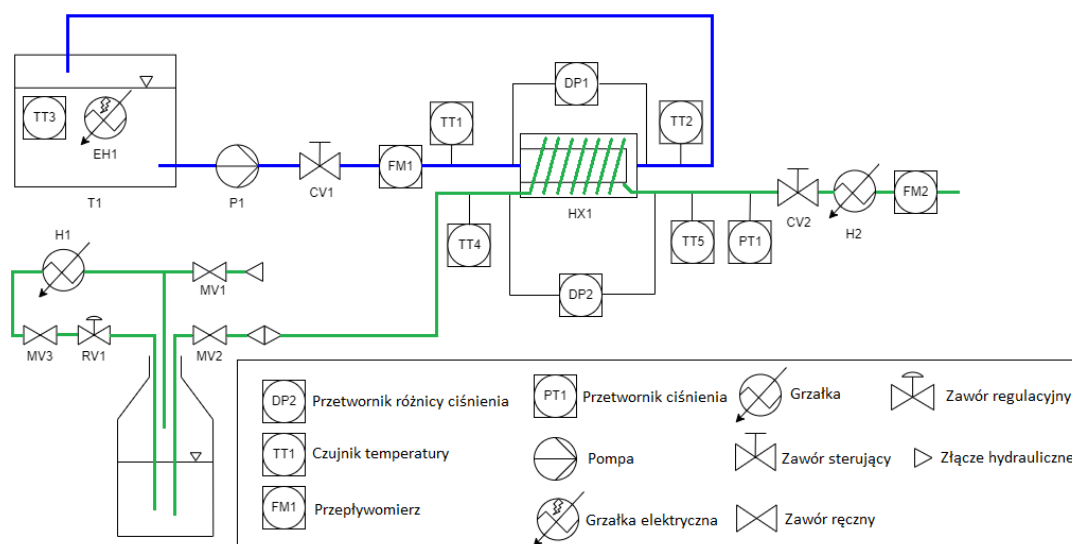 DP1
TT1
TT2
TT3
EH1
FM1
T1
P1
CV1
HX1
CV2
H2
FM2
TT4
TT5
PT1
DP2
H1
MV1
MV3
RV1
MV2
DP2 Przetwornik różnicy ciśnienia
PT1 Przetwornik ciśnienia
Grzałka
Zawór regulacyjny
TT1 Czujnik temperatury
Pompa
Zawór sterujący
Złącze hydrauliczne
FM1 Przepływomierz
Grzałka elektryczna
Zawór ręczny